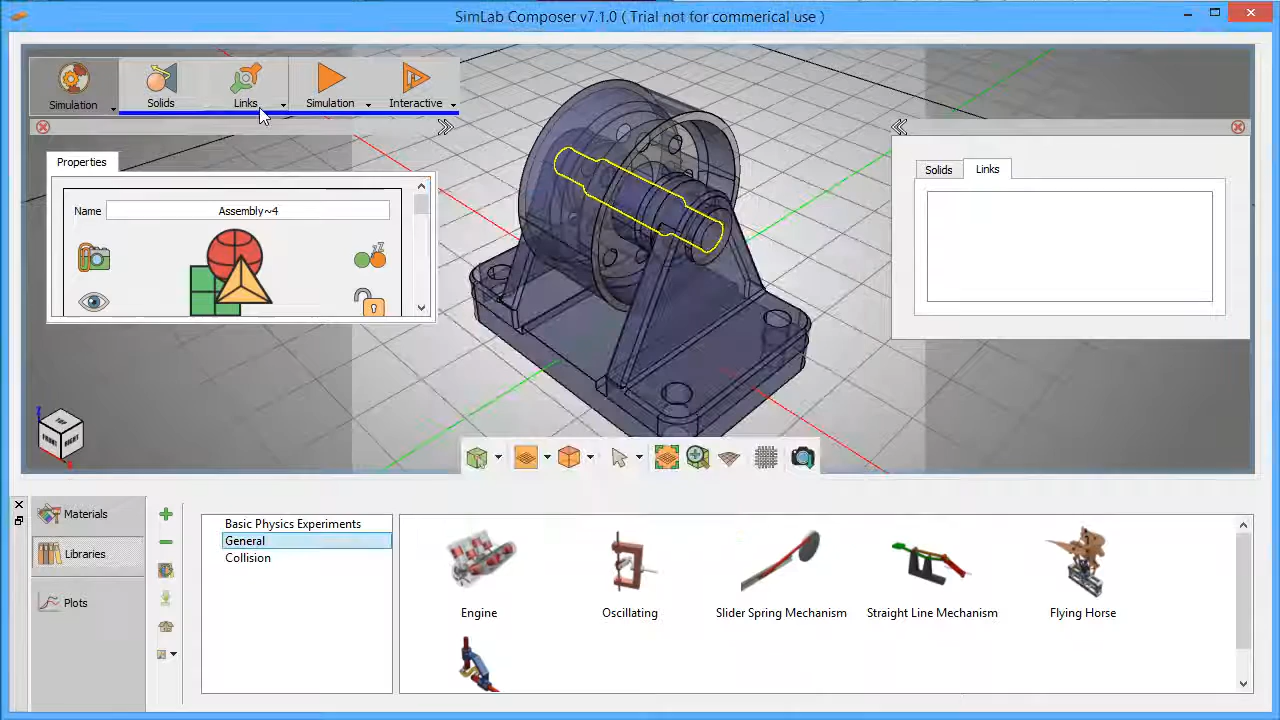 SimLab Composer v7.1.0 ( Trial not for commerical use )
Simulation
Solids
Links
Simulation
Interactive
Properties
Name
Assembly~4
Solids
Links
Materials
Libraries
Plots
Basic Physics Experiments
General
Collision
Engine
Oscillating
Slider Spring Mechanism
Straight Line Mechanism
Flying Horse